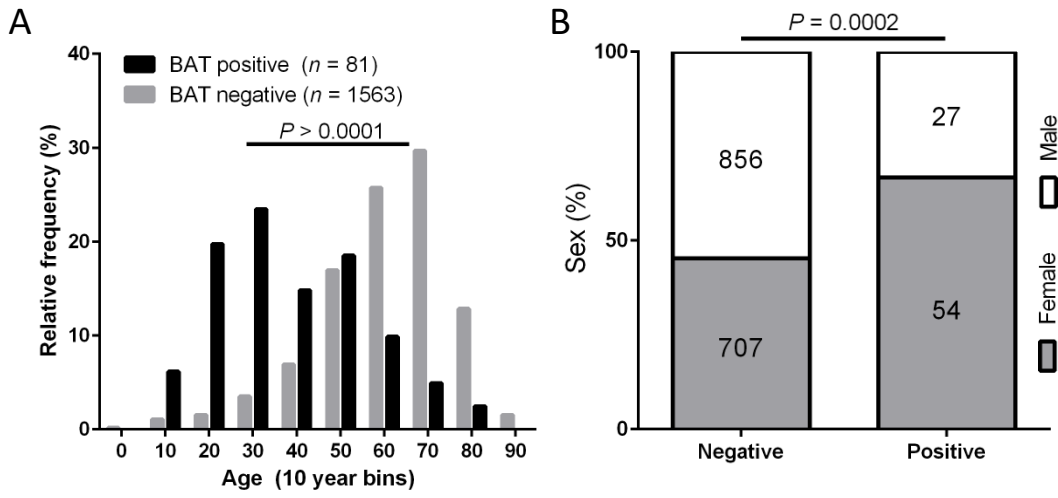 A
40
30
20
10
0
Relative frequency (%)
BAT positive (n = 81)
BAT negative (n = 1563)
P > 0.0001
0 10 20 30 40 50 60 70 80 90
Age (10 year bins)
B
P = 0.0002
100
50
0
Sex (%)
856
707
27
54
Negative Positive
Male
Female